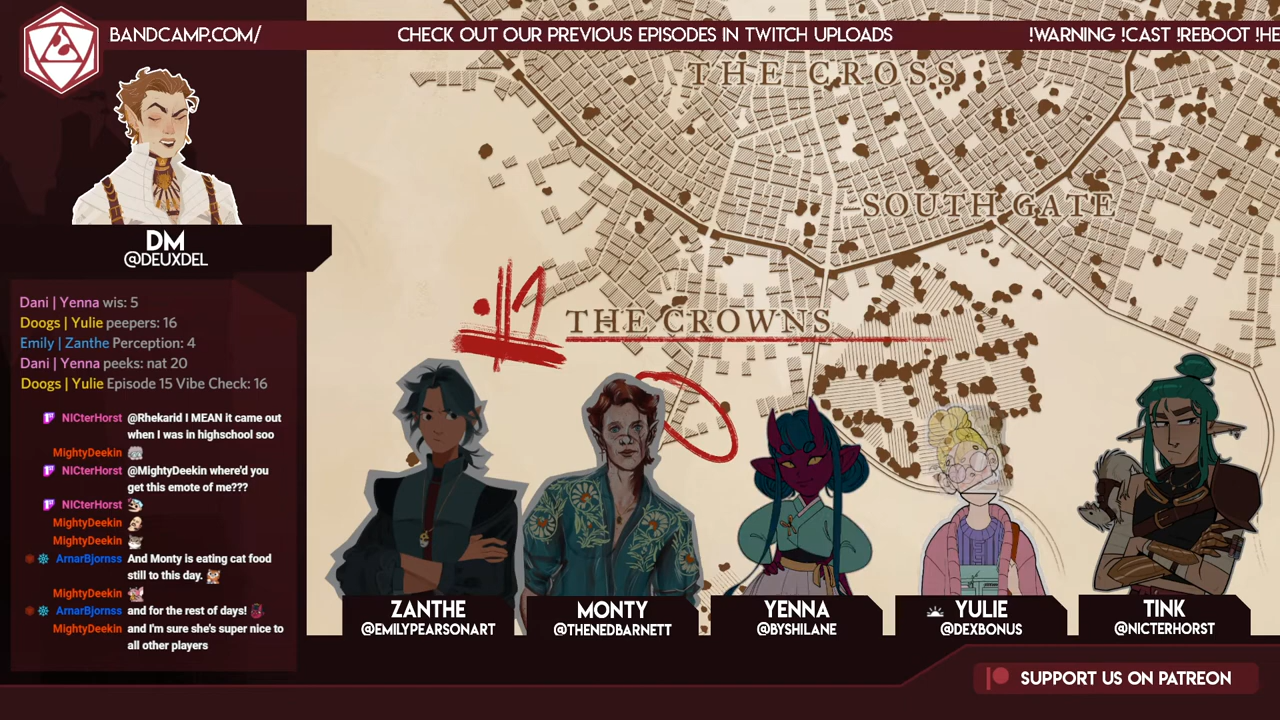 BANDCAMP.COM/
CHECK OUT OUR PREVIOUS EPISODES IN TWITCH UPLOADS
!WARNING !CAST !REBOOT !HE
DM
@DEUXDEL
Dani | Yenna wis: 5
Doogs | Yulie peepers: 16
Emily | Zanthe Perception: 4
Dani | Yenna peeks: nat 20
Doogs | Yulie Episode 15 Vibe Check: 16
NICterHorst @Rhekarid I MEAN it came out
when I was in highschool soo
MightyDeekin
NICterHorst @MightyDeekin where'd you
get this emote of me???
NICterHorst
MightyDeekin
MightyDeekin
ArnarBjornss And Monty is eating cat food
still to this day.
MightyDeekin
ArnarBjornss and for the rest of days!
MightyDeekin and I'm sure she's super nice to
all other players
THE CROSS
SOUTH GATE
THE CROWNS
ZANTHE
@EMILYPEARSONART
MONTY
@THENEDBARNETT
YENNA
@BYSHILANE
YULIE
@DEXBONUS
TINK
@NICTERHORST
SUPPORT US ON PATREON